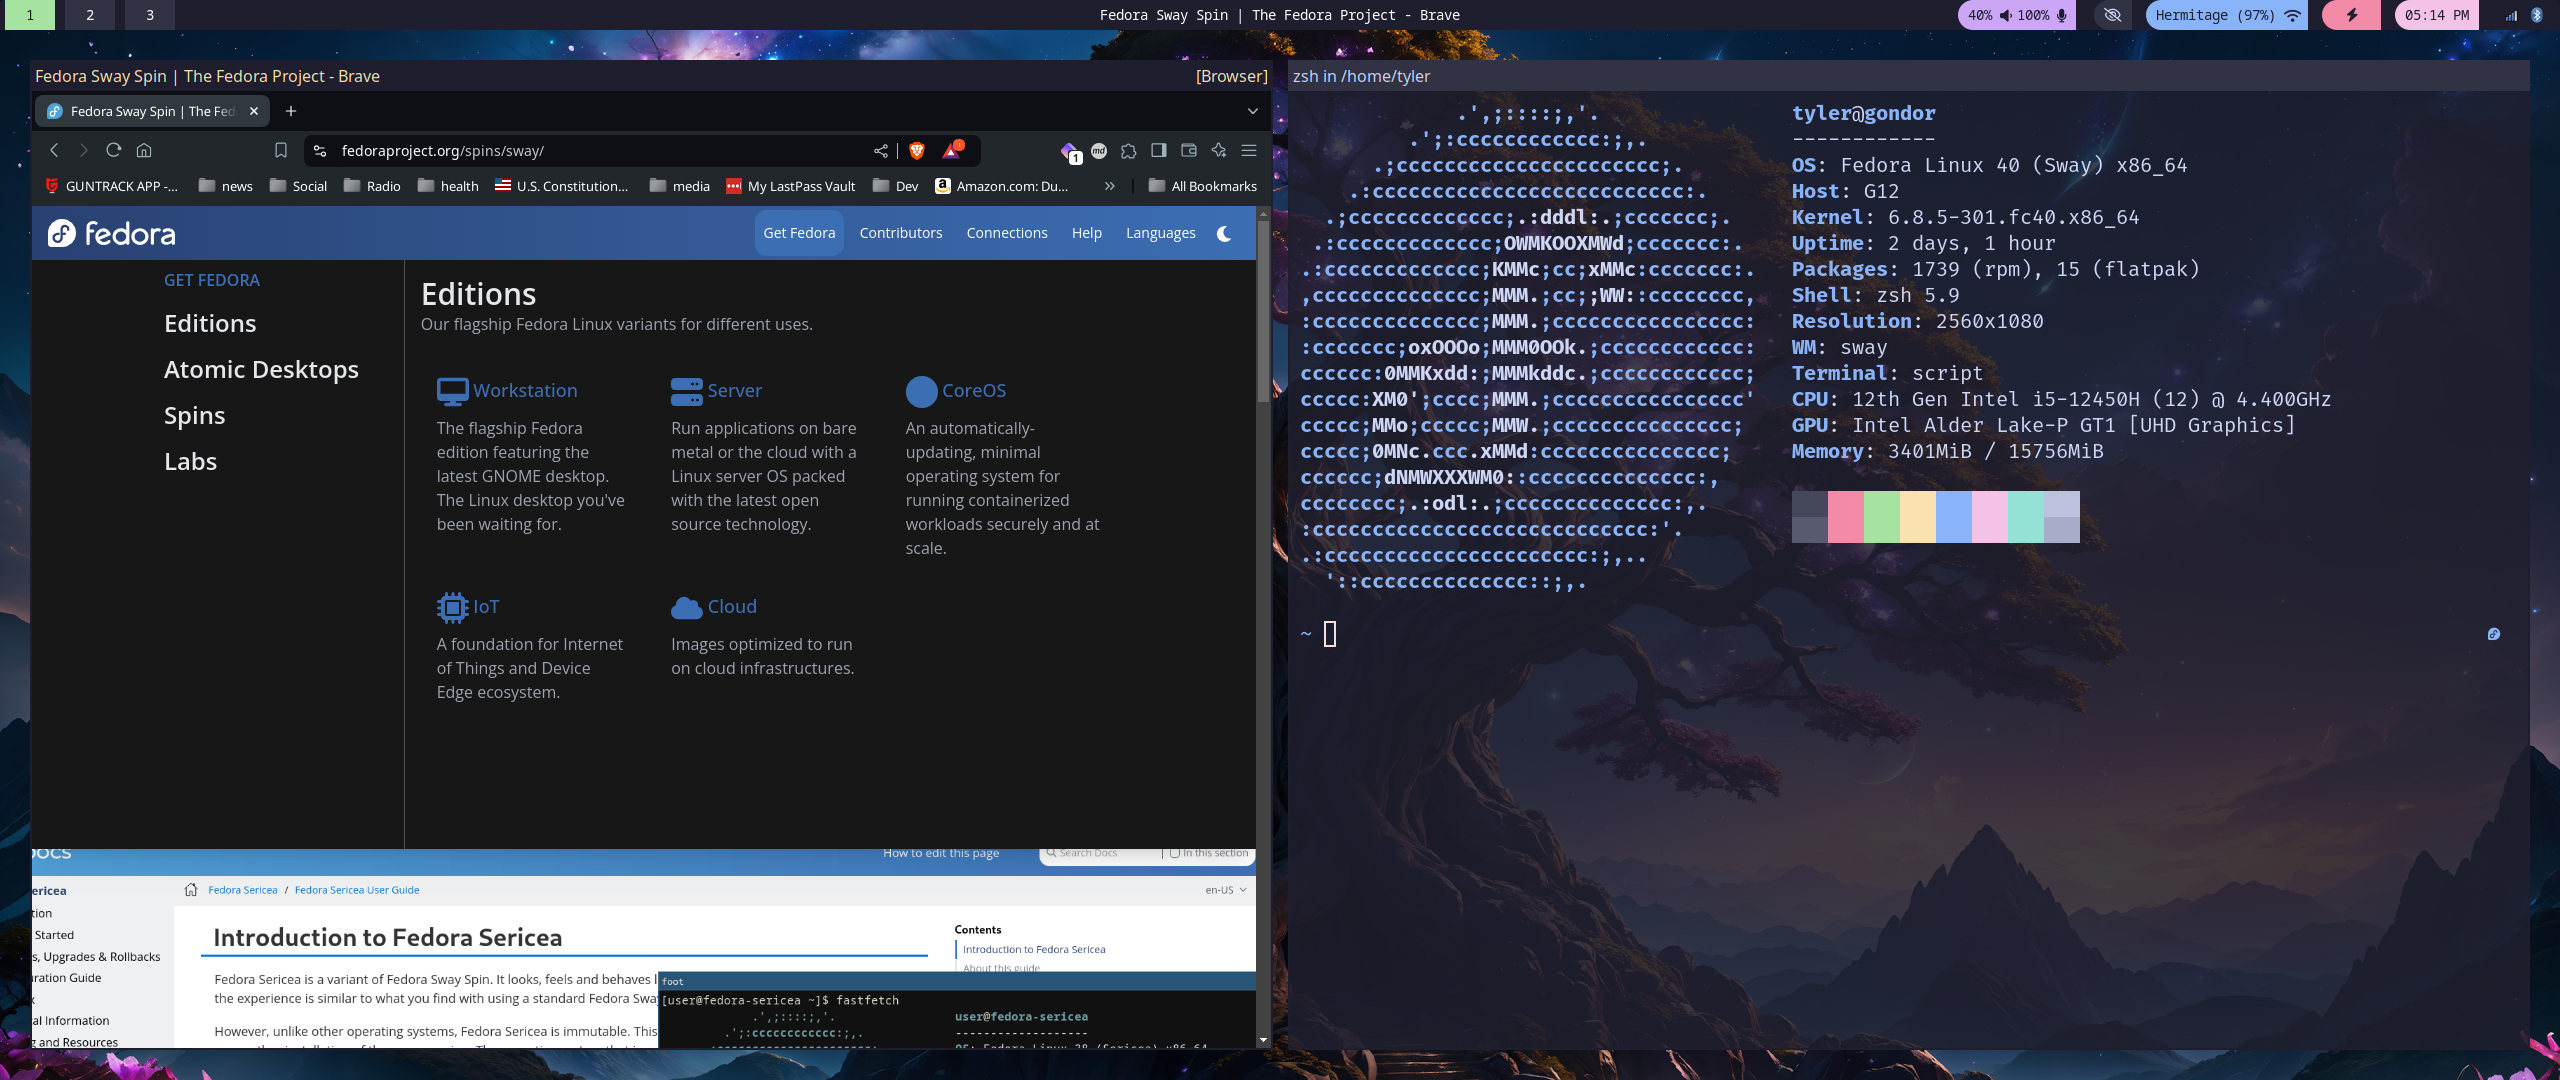 1 2 3
Fedora Sway Spin | The Fedora Project - Brave
40% 100% Hermitage (97%) 05:14 PM
Fedora Sway Spin | The Fedora Project - Brave [Browser]
Fedora Sway Spin | The Fed
fedoraproject.org/spins/sway/
1 md
GUNTRACK APP -... news Social Radio health U.S. Constitution... media My LastPass Vault Dev Amazon.com: Du... » All Bookmarks
fedora
Get Fedora Contributors Connections Help Languages
GET FEDORA
Editions
Atomic Desktops
Spins
Labs
Editions
Our flagship Fedora Linux variants for different uses.
Workstation
The flagship Fedora
edition featuring the
latest GNOME desktop.
The Linux desktop you've
been waiting for.
Server
Run applications on bare
metal or the cloud with a
Linux server OS packed
with the latest open
source technology.
CoreOS
An automatically-
updating, minimal
operating system for
running containerized
workloads securely and at
scale.
IoT
A foundation for Internet
of Things and Device
Edge ecosystem.
Cloud
Images optimized to run
on cloud infrastructures.
DOCS
How to edit this page
Search Docs | In this section
ericea
tion
Started
s, Upgrades & Rollbacks
uration Guide
x
al Information
g and Resources
Fedora Sericea / Fedora Sericea User Guide
en-US
Introduction to Fedora Sericea
Fedora Sericea is a variant of Fedora Sway Spin. It looks, feels and behaves l
the experience is similar to what you find with using a standard Fedora Sway
However, unlike other operating systems, Fedora Sericea is immutable. This
Contents
Introduction to Fedora Sericea
About this guide
foot
[user@fedora-sericea ~]$ fastfetch
user@fedora-sericea
-------------------
OS: Fedora Linux 38 (Sericea) x86_64
zsh in /home/tyler
tyler@gondor
------------
OS: Fedora Linux 40 (Sway) x86_64
Host: G12
Kernel: 6.8.5-301.fc40.x86_64
Uptime: 2 days, 1 hour
Packages: 1739 (rpm), 15 (flatpak)
Shell: zsh 5.9
Resolution: 2560x1080
WM: sway
Terminal: script
CPU: 12th Gen Intel i5-12450H (12) @ 4.400GHz
GPU: Intel Alder Lake-P GT1 [UHD Graphics]
Memory: 3401MiB / 15756MiB
~